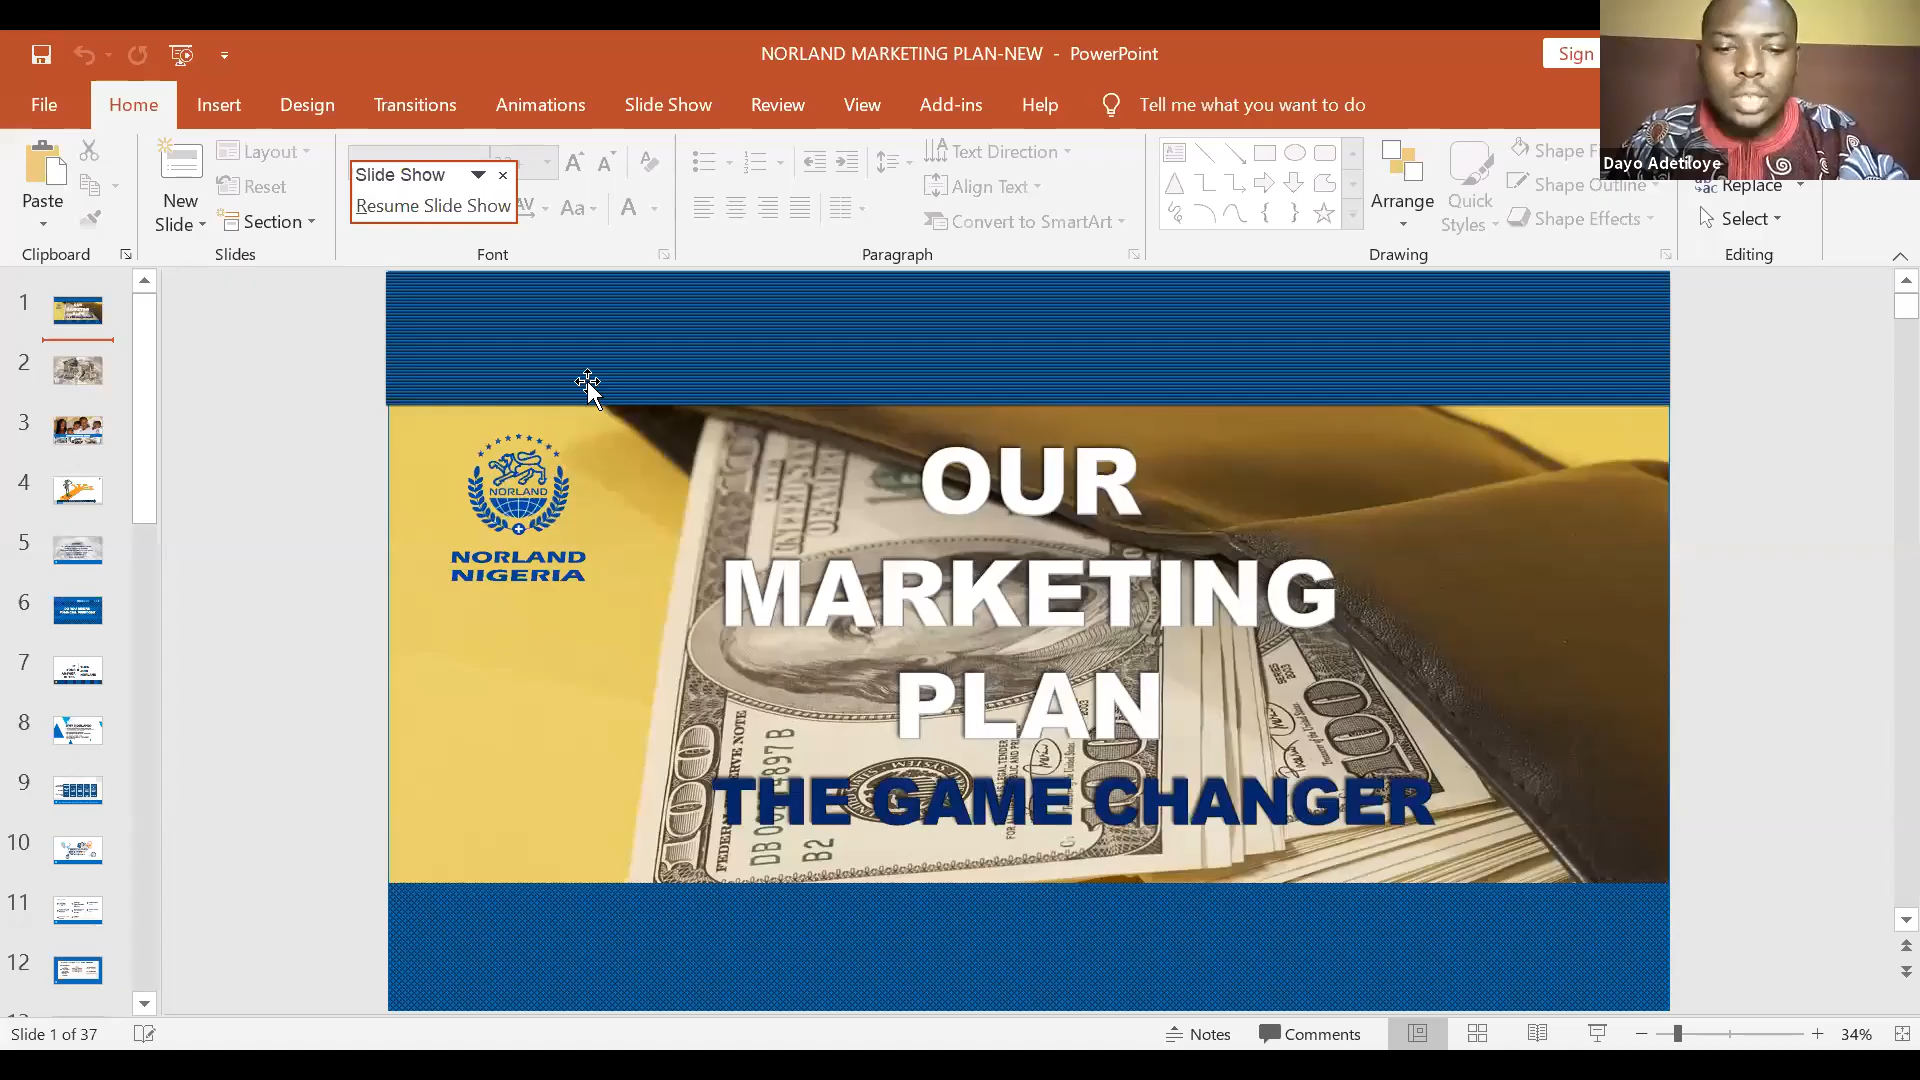 NORLAND MARKETING PLAN-NEW - PowerPoint
Sign
File Home Insert Design Transitions Animations Slide Show Review View Add-ins Help Tell me what you want to do
Dayo Adetiloye
Paste
New
Slide
Layout
Reset
Section
Slide Show
Resume Slide Show
Aa
A
Text Direction
Align Text
Convert to SmartArt
Arrange
Quick
Styles
Shape F
Shape Outline
Shape Effects
Replace
Select
Clipboard Slides Font Paragraph Drawing Editing
1
2
3
4
5
6
7
8
9
10
11
12
NORLAND
NORLAND
NIGERIA
OUR
MARKETING
PLAN
THE GAME CHANGER
Slide 1 of 37
Notes
Comments
34%